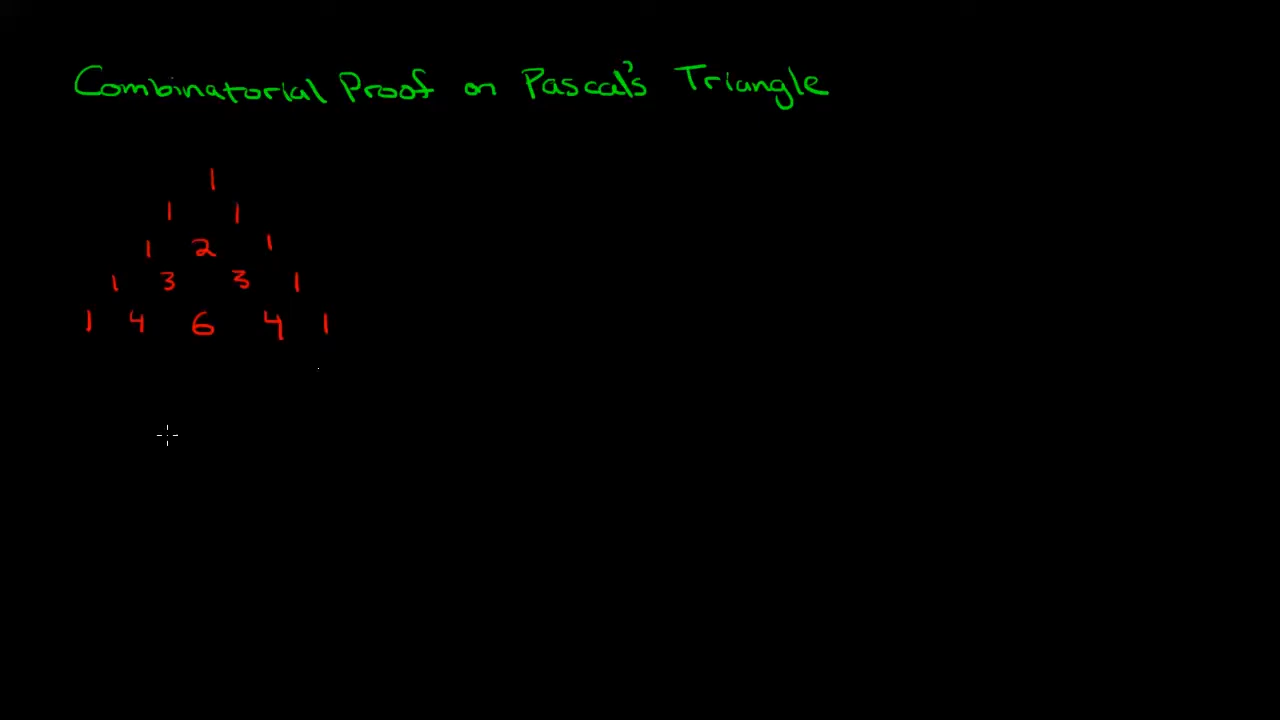 Combinatorial Proof on Pascal's Triangle
1
1 1
1 2 1
1 3 3 1
1 4 6 4 1